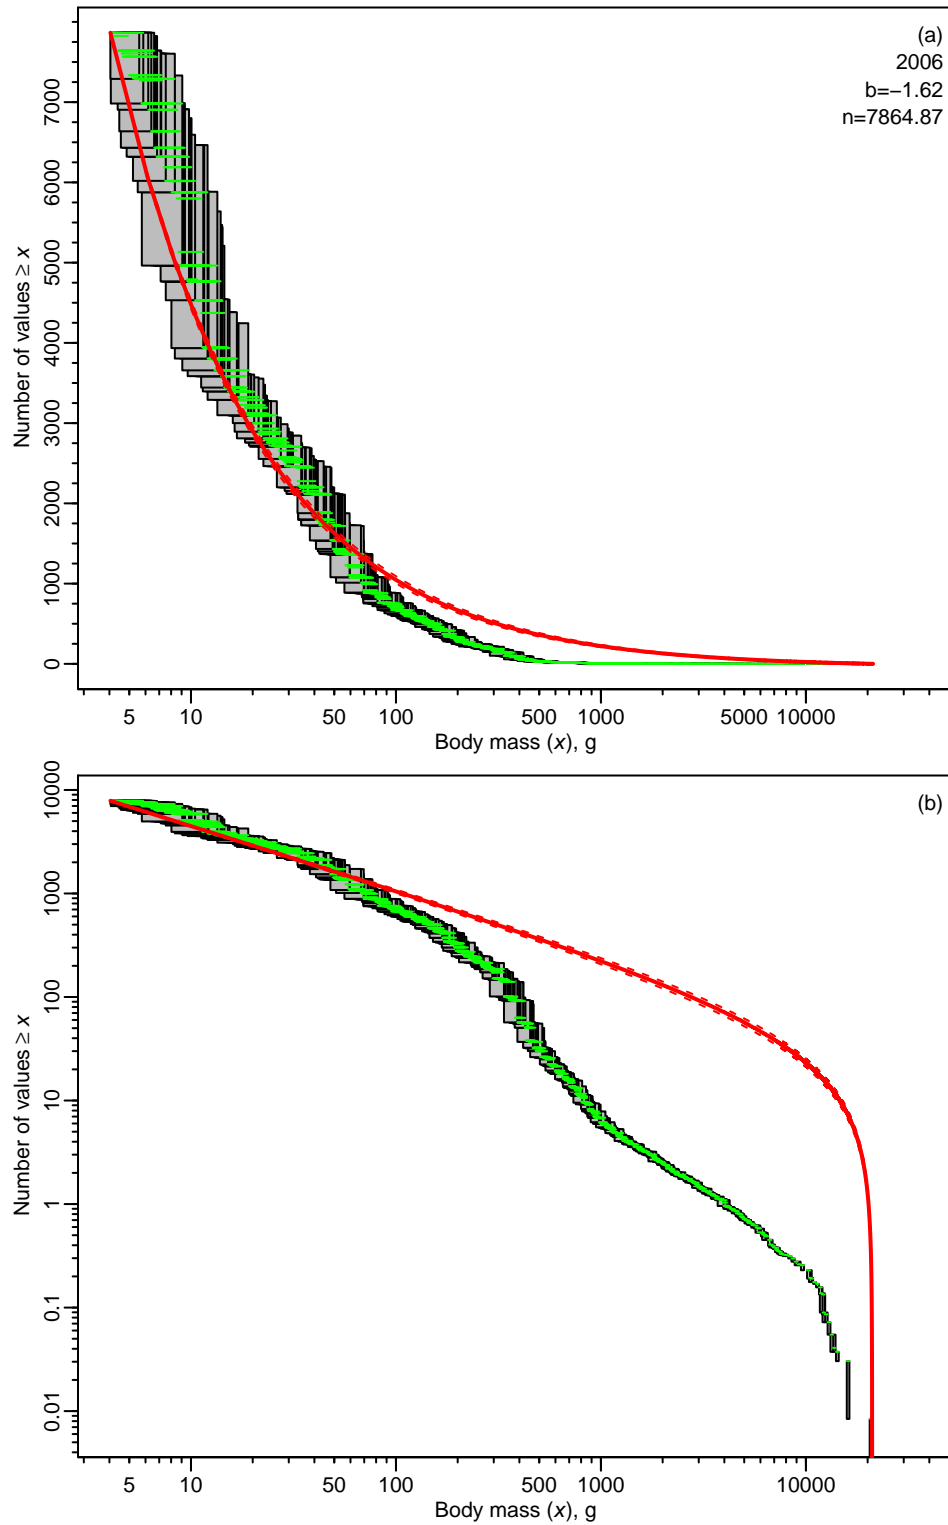 (a)
2006
b=−1.62
n=7864.87
Number of values ≥ x
0 1000 2000 3000 4000 5000 6000 7000
5 10 50 100 500 1000 5000 10000
Body mass (x), g
(b)
Number of values ≥ x
0.01 0.1 1 10 100 1000 10000
5 10 50 100 500 1000 10000
Body mass (x), g